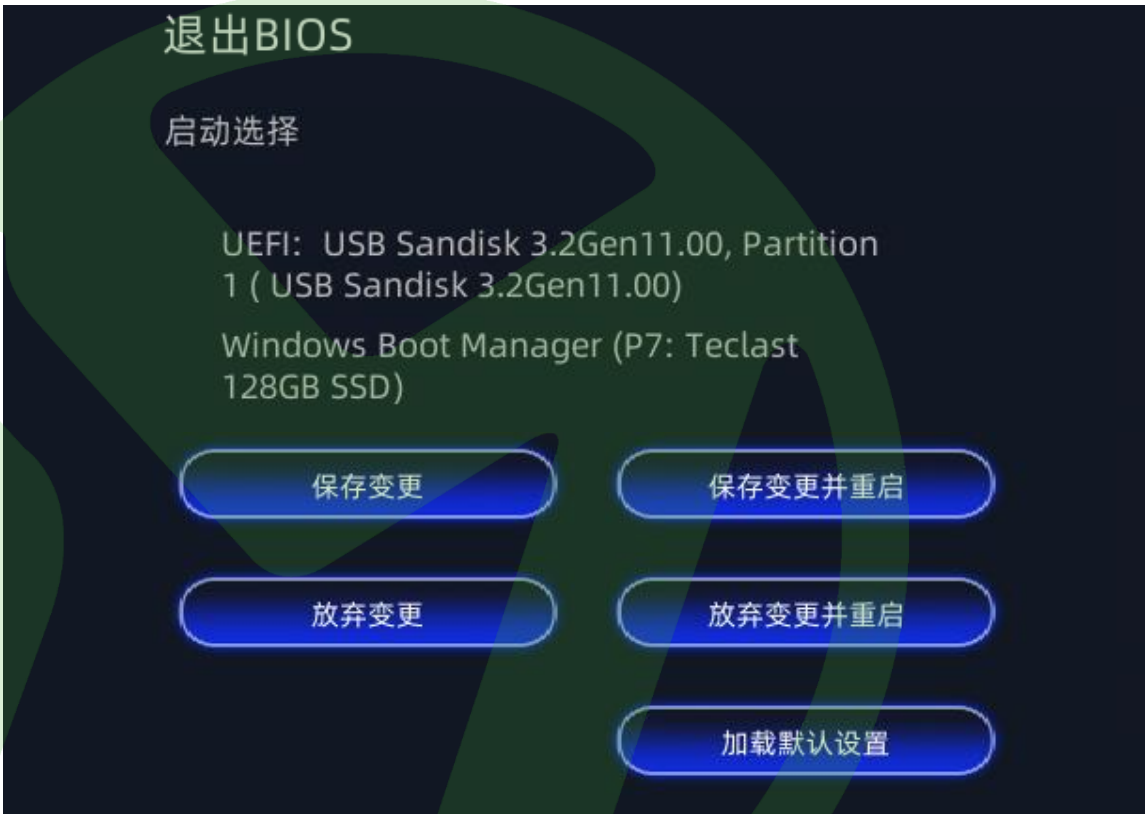 退出BIOS
启动选择
UEFI: USB Sandisk 3.2Gen11.00, Partition
1 ( USB Sandisk 3.2Gen11.00)
Windows Boot Manager (P7: Teclast
128GB SSD)
保存变更
保存变更并重启
放弃变更
放弃变更并重启
加载默认设置